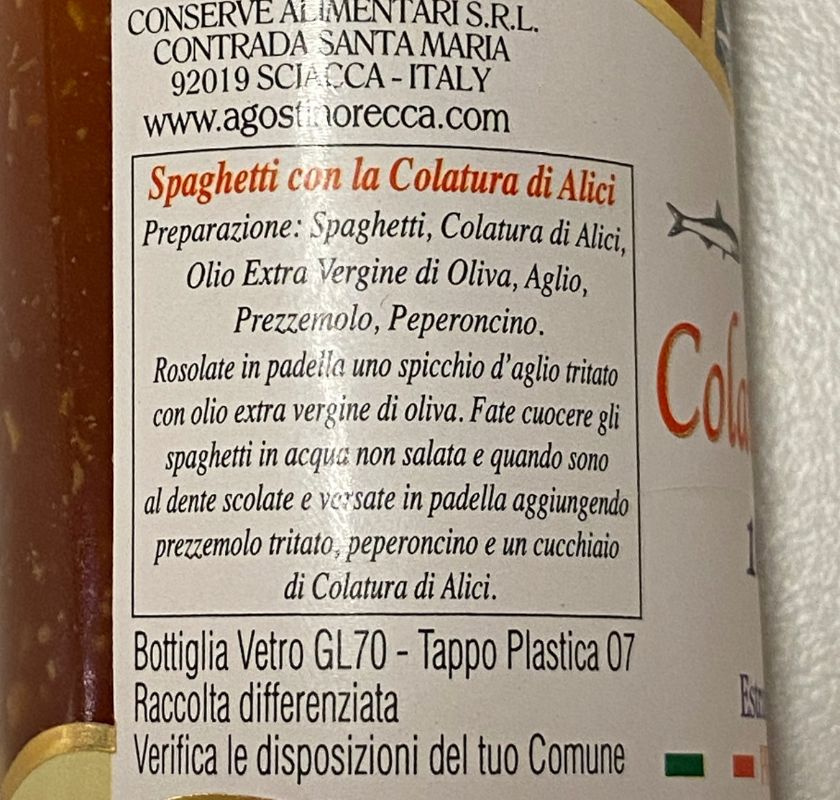 CONSERVE ALIMENTARI S.R.L.
CONTRADA SANTA MARIA
92019 SCIACCA - ITALY
www.agostinorecca.com
Spaghetti con la Colatura di Alici
Preparazione: Spaghetti, Colatura di Alici,
Olio Extra Vergine di Oliva, Aglio,
Prezzemolo, Peperoncino.
Rosolate in padella uno spicchio d'aglio tritato
con olio extra vergine di oliva. Fate cuocere gli
spaghetti in acqua non salata e quando sono
al dente scolate e versate in padella aggiungendo
prezzemolo tritato, peperoncino e un cucchiaio
di Colatura di Alici.
Bottiglia Vetro GL70 - Tappo Plastica 07
Raccolta differenziata
Verifica le disposizioni del tuo Comune